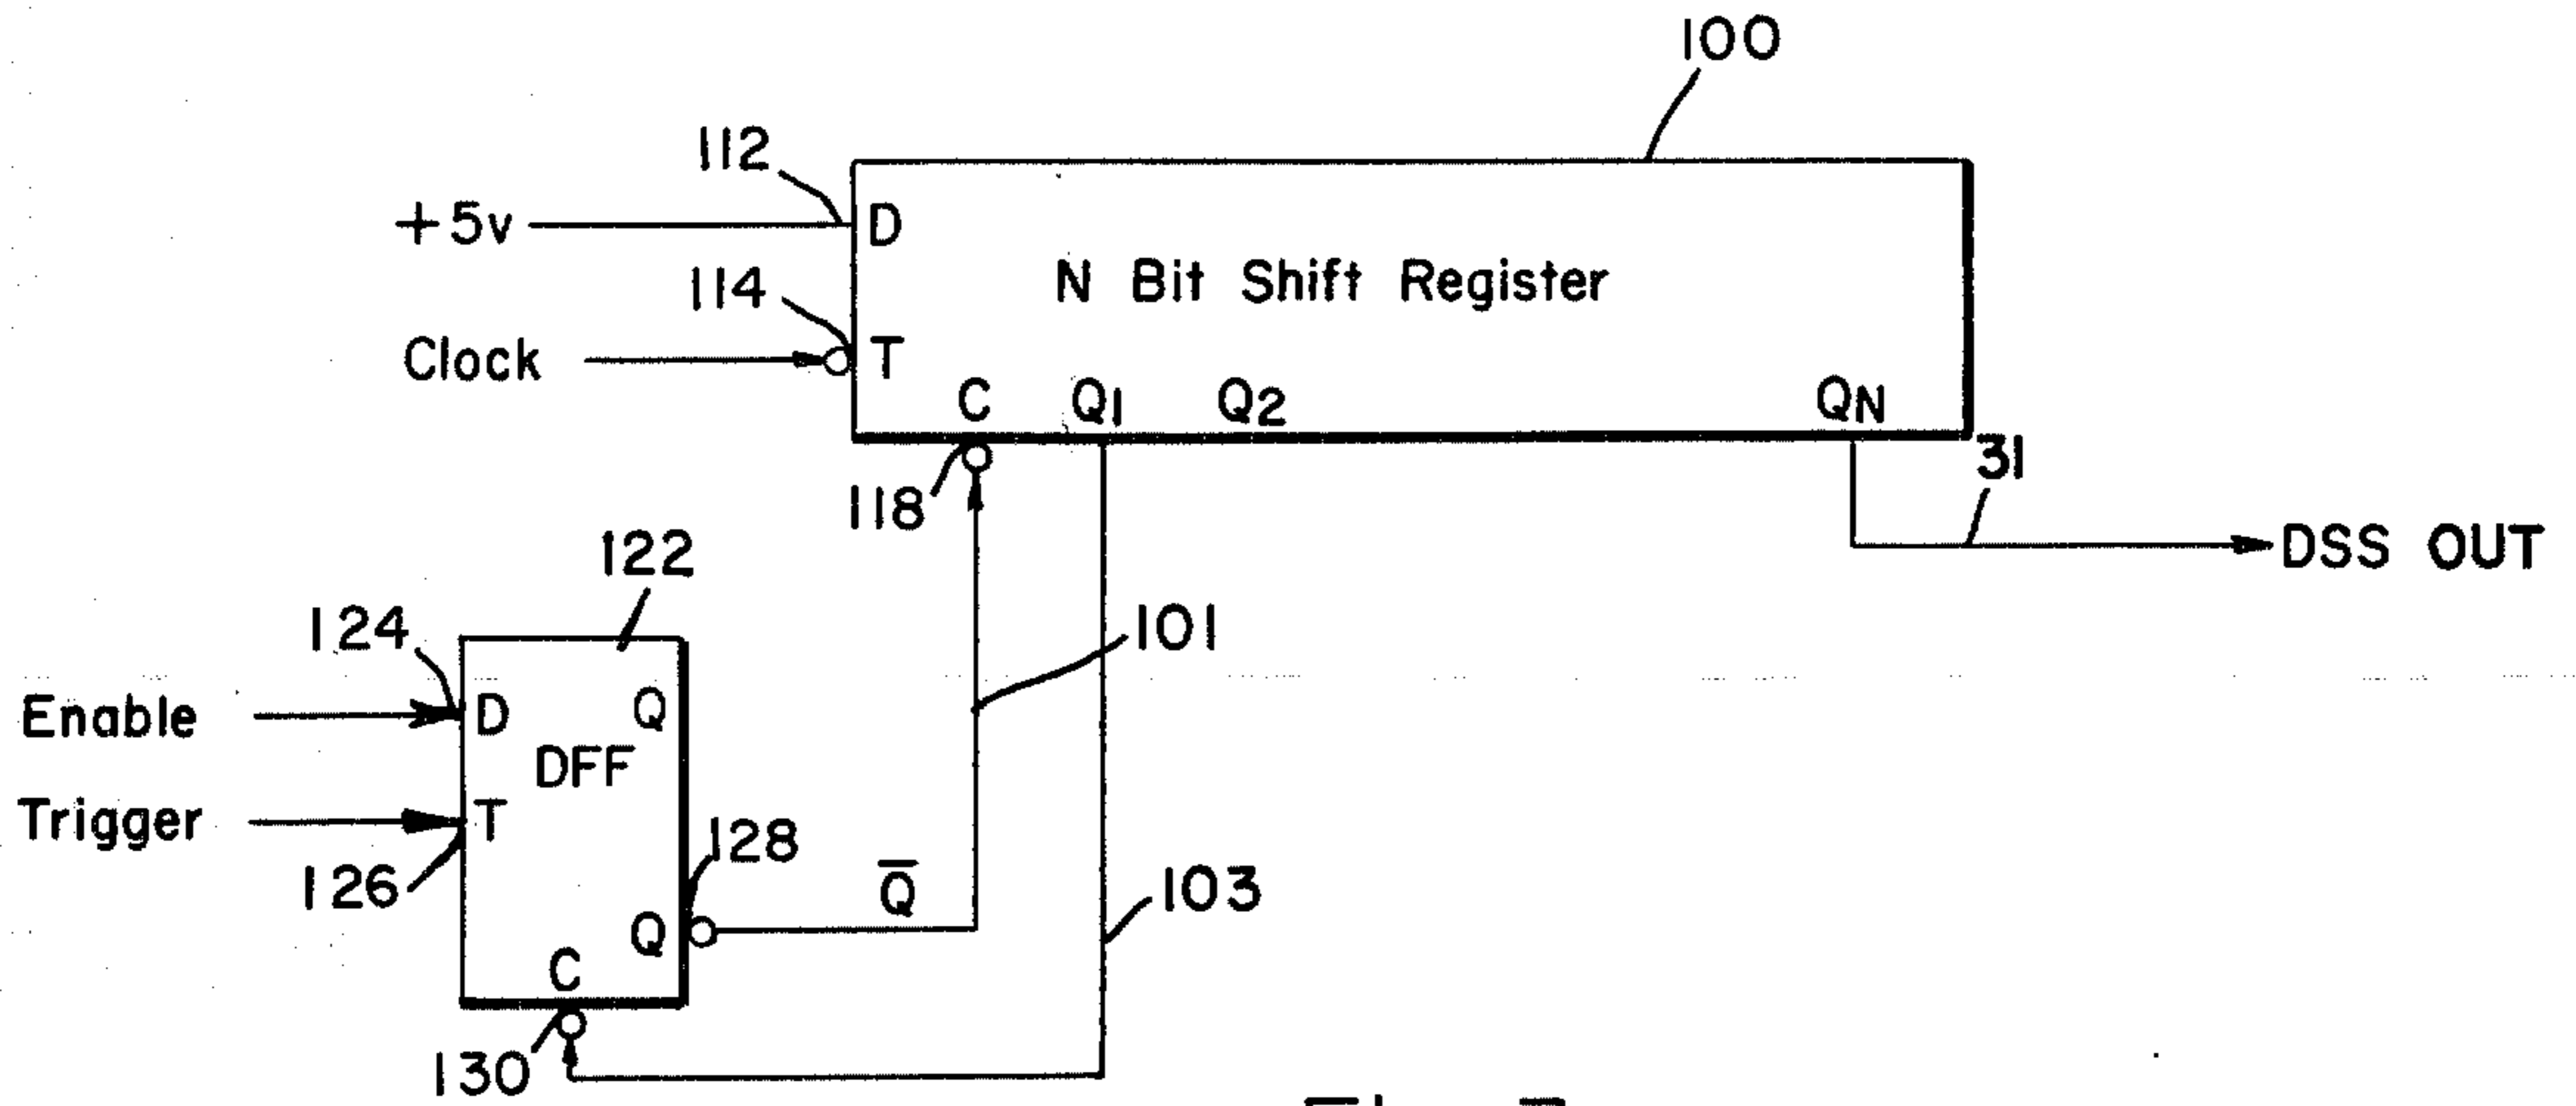 100
112
+5v
D
N Bit Shift Register
114
Clock
T
C
Q1
Q2
QN
31
118
DSS OUT
122
124
101
Enable
D
Q
DFF
Trigger
T
128
126
Q̅
103
Q
C
130